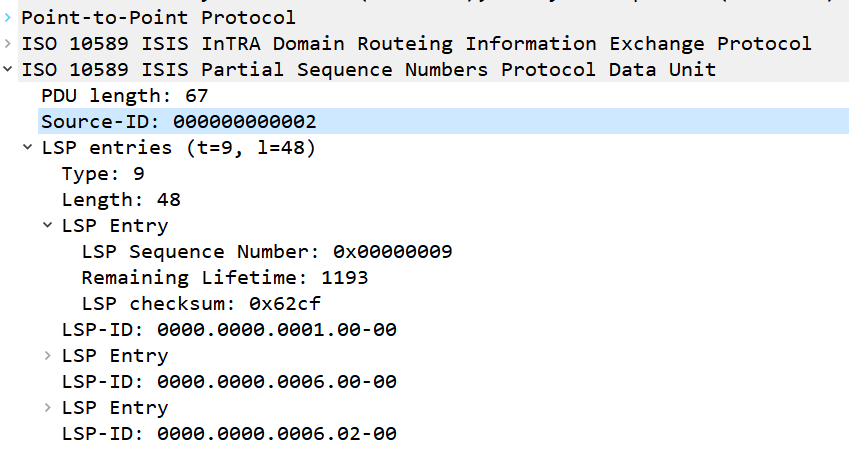 Point-to-Point Protocol
ISO 10589 ISIS InTRA Domain Routeing Information Exchange Protocol
ISO 10589 ISIS Partial Sequence Numbers Protocol Data Unit
PDU length: 67
Source-ID: 000000000002
LSP entries (t=9, l=48)
Type: 9
Length: 48
LSP Entry
LSP Sequence Number: 0x00000009
Remaining Lifetime: 1193
LSP checksum: 0x62cf
LSP-ID: 0000.0000.0001.00-00
LSP Entry
LSP-ID: 0000.0000.0006.00-00
LSP Entry
LSP-ID: 0000.0000.0006.02-00